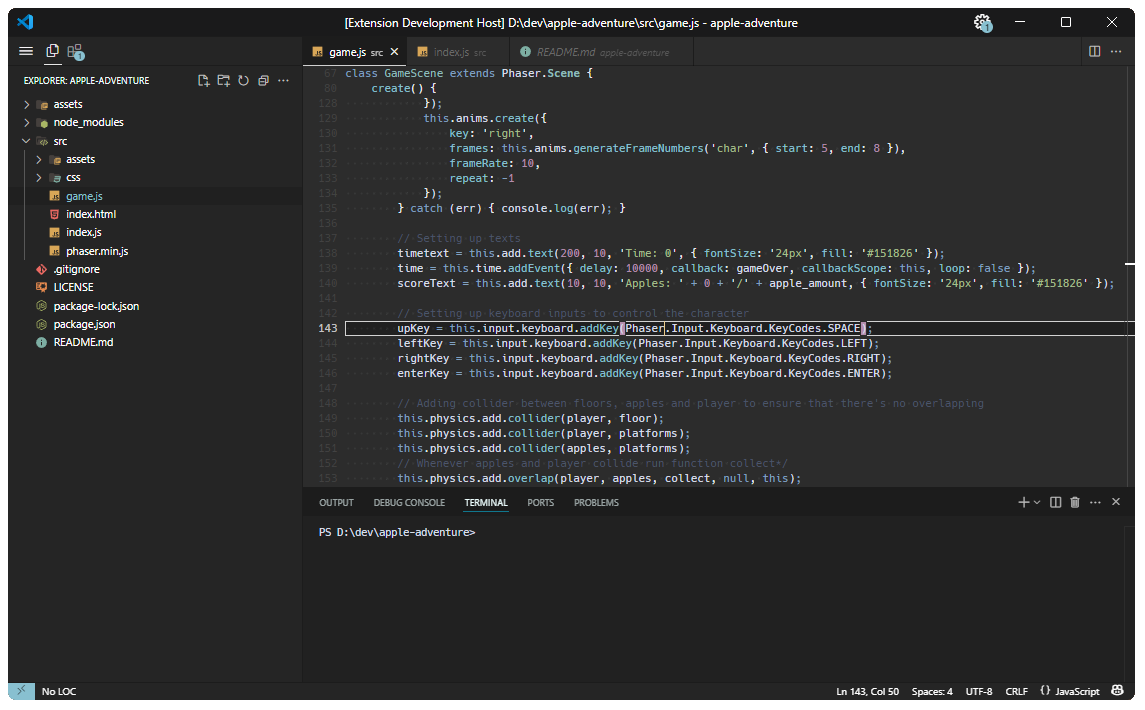 [Extension Development Host] D:\dev\apple-adventure\src\game.js - apple-adventure
1
1
game.js src
index.js src
README.md apple-adventure
EXPLORER: APPLE-ADVENTURE
assets
node_modules
src
assets
css
game.js
index.html
index.js
phaser.min.js
.gitignore
LICENSE
package-lock.json
package.json
README.md
67 class GameScene extends Phaser.Scene {
80 create() {
128 });
129 this.anims.create({
130 key: 'right',
131 frames: this.anims.generateFrameNumbers('char', { start: 5, end: 8 }),
132 frameRate: 10,
133 repeat: -1
134 });
135 } catch (err) { console.log(err); }
136
137 // Setting up texts
138 timetext = this.add.text(200, 10, 'Time: 0', { fontSize: '24px', fill: '#151826' });
139 time = this.time.addEvent({ delay: 10000, callback: gameOver, callbackScope: this, loop: false });
140 scoreText = this.add.text(10, 10, 'Apples: ' + 0 + '/' + apple_amount, { fontSize: '24px', fill: '#151826' });
141
142 // Setting up keyboard inputs to control the character
143 upKey = this.input.keyboard.addKey(Phaser.Input.Keyboard.KeyCodes.SPACE);
144 leftKey = this.input.keyboard.addKey(Phaser.Input.Keyboard.KeyCodes.LEFT);
145 rightKey = this.input.keyboard.addKey(Phaser.Input.Keyboard.KeyCodes.RIGHT);
146 enterKey = this.input.keyboard.addKey(Phaser.Input.Keyboard.KeyCodes.ENTER);
147
148 // Adding collider between floors, apples and player to ensure that there's no overlapping
149 this.physics.add.collider(player, floor);
150 this.physics.add.collider(player, platforms);
151 this.physics.add.collider(apples, platforms);
152 // Whenever apples and player collide run function collect*/
153 this.physics.add.overlap(player, apples, collect, null, this);
OUTPUT DEBUG CONSOLE TERMINAL PORTS PROBLEMS
PS D:\dev\apple-adventure>
No LOC
Ln 143, Col 50 Spaces: 4 UTF-8 CRLF {} JavaScript